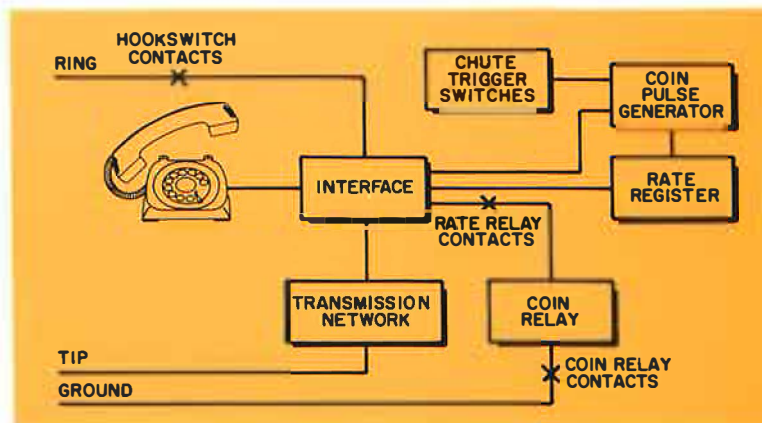 HOOKSWITCH
CONTACTS
RING
CHUTE
TRIGGER
SWITCHES
COIN
PULSE
GENERATOR
INTERFACE
RATE
REGISTER
RATE RELAY
CONTACTS
TRANSMISSION
NETWORK
COIN
RELAY
TIP
GROUND
COIN RELAY
CONTACTS